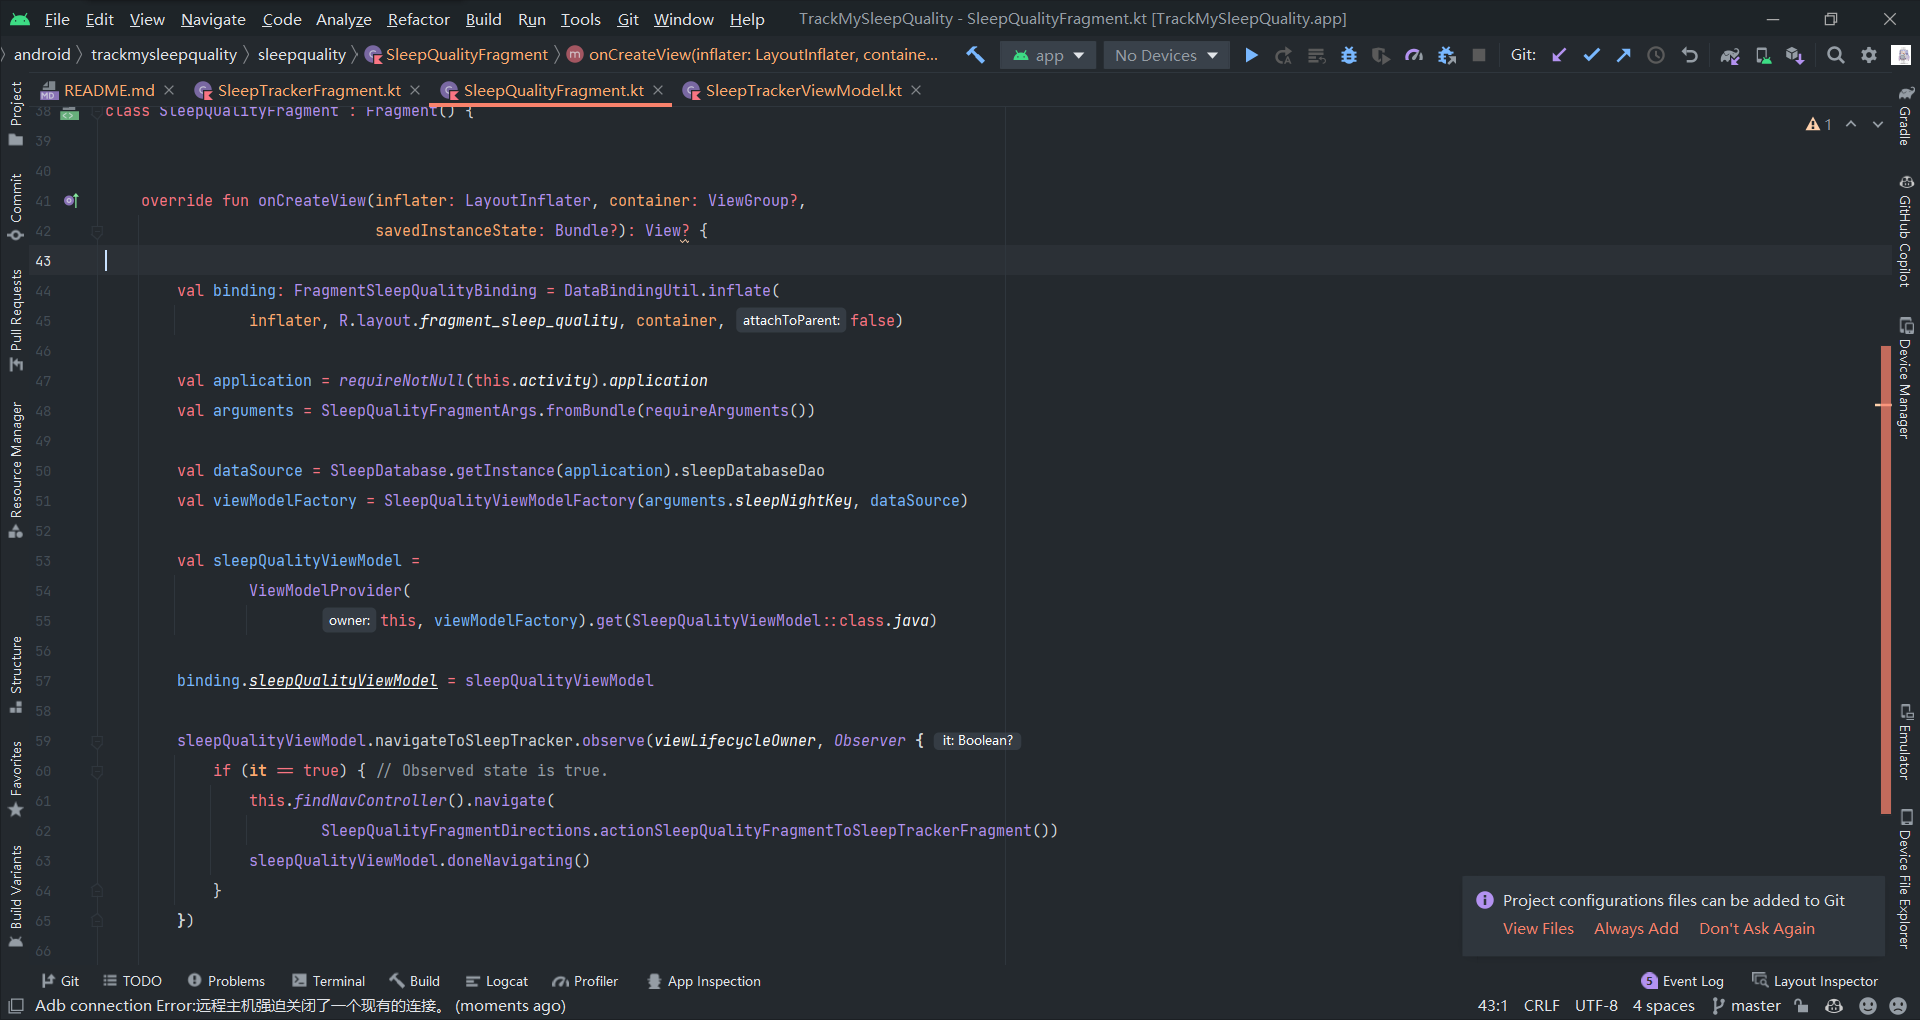 File Edit View Navigate Code Analyze Refactor Build Run Tools Git Window Help TrackMySleepQuality - SleepQualityFragment.kt [TrackMySleepQuality.app]
android trackmysleepquality sleepquality SleepQualityFragment onCreateView(inflater: LayoutInflater, containe... app No Devices Git:
README.md SleepTrackerFragment.kt SleepQualityFragment.kt SleepTrackerViewModel.kt
Project
Commit
Pull Requests
Resource Manager
Structure
Favorites
Build Variants
38 class SleepQualityFragment : Fragment() {
1
39
40
41 override fun onCreateView(inflater: LayoutInflater, container: ViewGroup?,
42 savedInstanceState: Bundle?): View? {
43
44 val binding: FragmentSleepQualityBinding = DataBindingUtil.inflate(
45 inflater, R.layout.fragment_sleep_quality, container, attachToParent: false)
46
47 val application = requireNotNull(this.activity).application
48 val arguments = SleepQualityFragmentArgs.fromBundle(requireArguments())
49
50 val dataSource = SleepDatabase.getInstance(application).sleepDatabaseDao
51 val viewModelFactory = SleepQualityViewModelFactory(arguments.sleepNightKey, dataSource)
52
53 val sleepQualityViewModel =
54 ViewModelProvider(
55 owner: this, viewModelFactory).get(SleepQualityViewModel::class.java)
56
57 binding.sleepQualityViewModel = sleepQualityViewModel
58
59 sleepQualityViewModel.navigateToSleepTracker.observe(viewLifecycleOwner, Observer { it: Boolean?
60 if (it == true) { // Observed state is true.
61 this.findNavController().navigate(
62 SleepQualityFragmentDirections.actionSleepQualityFragmentToSleepTrackerFragment())
63 sleepQualityViewModel.doneNavigating()
64 }
65 })
66
Gradle
GitHub Copilot
Device Manager
Emulator
Device File Explorer
Project configurations files can be added to Git
View Files Always Add Don't Ask Again
Git TODO Problems Terminal Build Logcat Profiler App Inspection 5 Event Log Layout Inspector
Adb connection Error:远程主机强迫关闭了一个现有的连接。 (moments ago) 43:1 CRLF UTF-8 4 spaces master